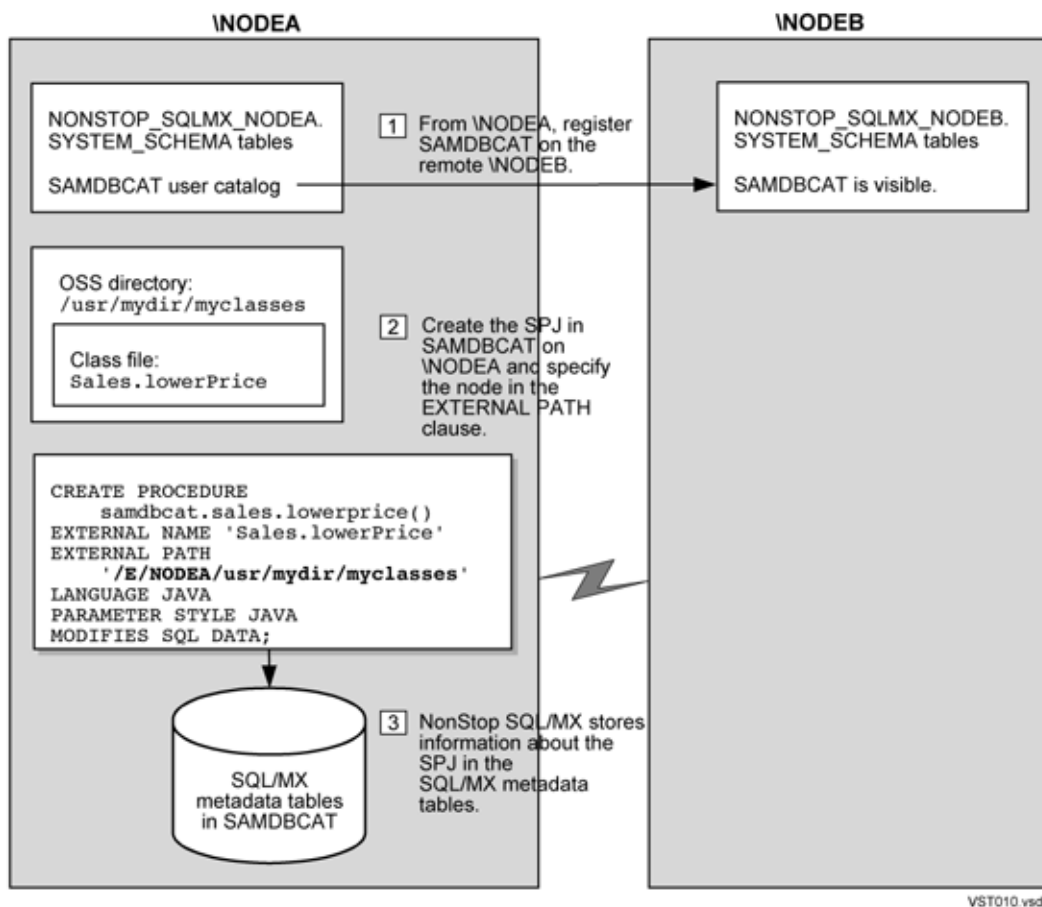 \NODEA
\NODEB
NONSTOP_SQLMX_NODEA.
SYSTEM_SCHEMA tables
SAMDBCAT user catalog
1 From \NODEA, register
SAMDBCAT on the
remote \NODEB.
NONSTOP_SQLMX_NODEB.
SYSTEM_SCHEMA tables
SAMDBCAT is visible.
OSS directory:
/usr/mydir/myclasses
Class file:
Sales.lowerPrice
2 Create the SPJ in
SAMDBCAT on
\NODEA and specify
the node in the
EXTERNAL PATH
clause.
CREATE PROCEDURE
samdbcat.sales.lowerprice()
EXTERNAL NAME 'Sales.lowerPrice'
EXTERNAL PATH
'/E/NODEA/usr/mydir/myclasses'
LANGUAGE JAVA
PARAMETER STYLE JAVA
MODIFIES SQL DATA;
3 NonStop SQL/MX stores
information about the
SPJ in the
SQL/MX metadata
tables.
SQL/MX
metadata tables
in SAMDBCAT
VST010.vsd